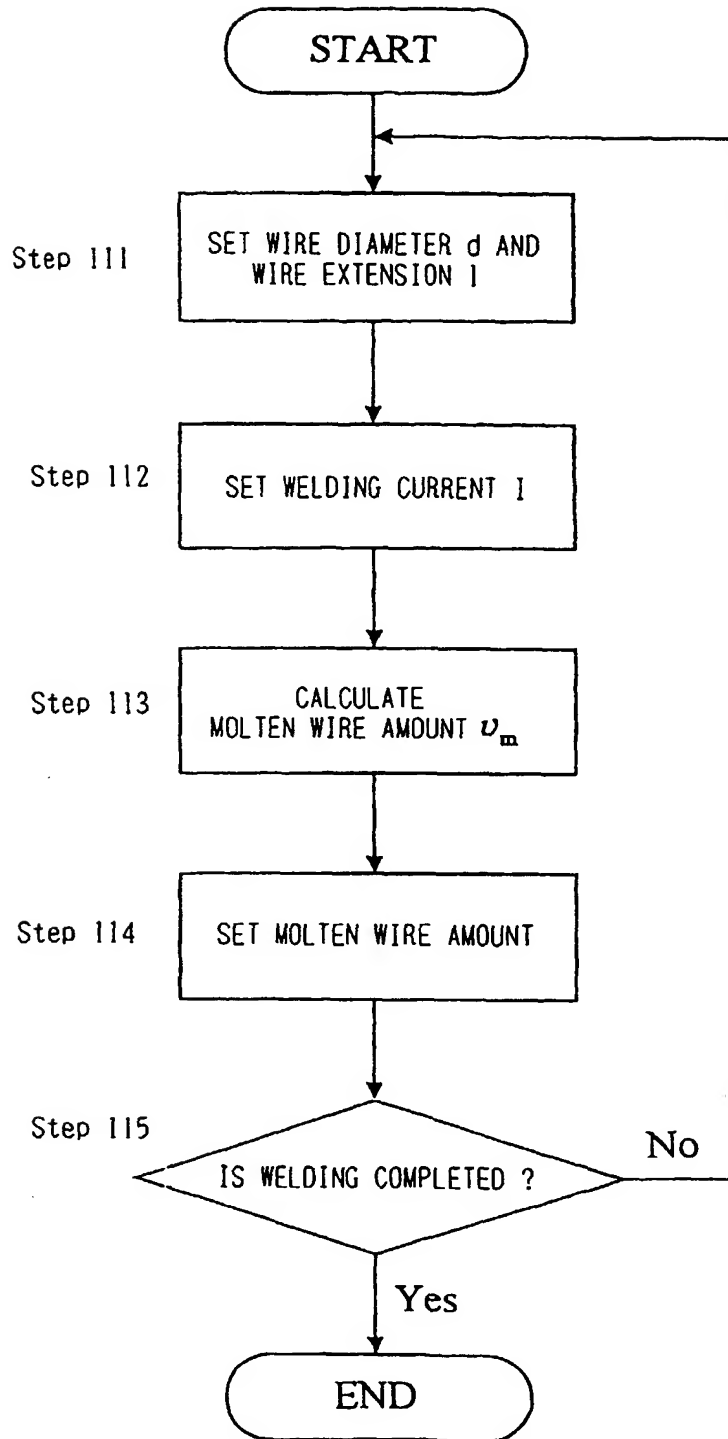 START
Step 111
SET WIRE DIAMETER d AND
WIRE EXTENSION l
Step 112
SET WELDING CURRENT I
Step 113
CALCULATE
MOLTEN WIRE AMOUNT υm
Step 114
SET MOLTEN WIRE AMOUNT
Step 115
IS WELDING COMPLETED ?
No
Yes
END